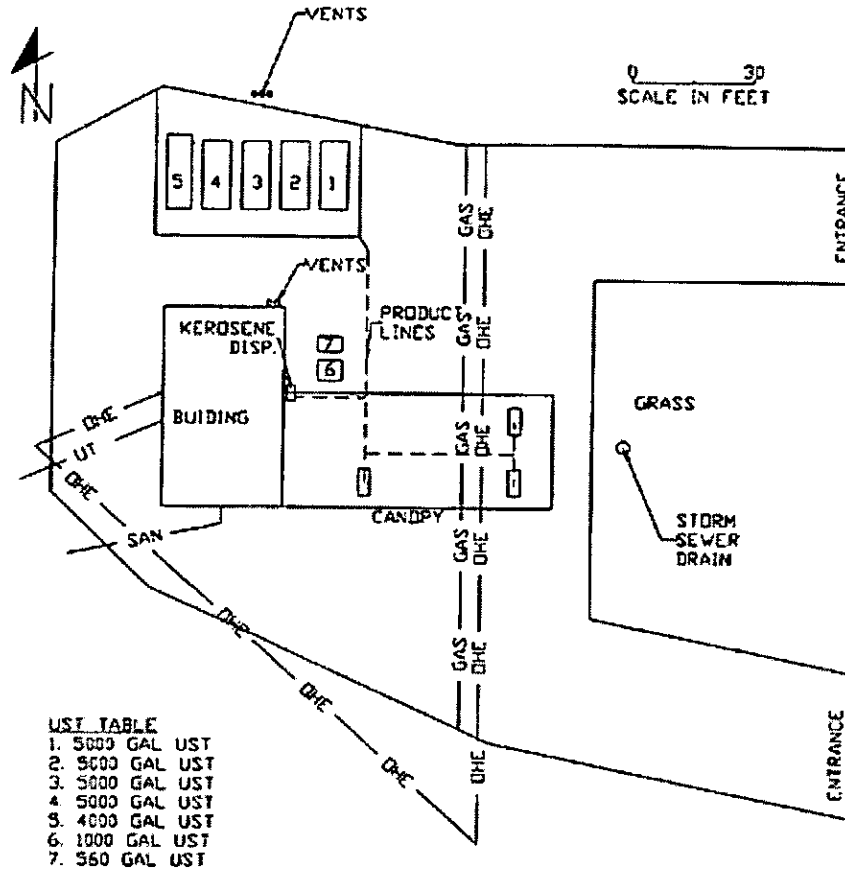 VENTS
N
0 30
SCALE IN FEET
5 4 3 2 1
GAS
OHE
ENTRANCE
VENTS
KEROSENE
DISP.
PRODUCT
LINES
7
6
GAS
OHE
GRASS
BUIDING
OHE
UT
OHE
GAS
OHE
CANOPY
STORM
SEWER
DRAIN
SAN
GAS
OHE
OHE
GAS
OHE
OHE
OHE
ENTRANCE
UST TABLE
1. 5000 GAL UST
2. 5000 GAL UST
3. 5000 GAL UST
4. 5000 GAL UST
5. 4000 GAL UST
6. 1000 GAL UST
7. 560 GAL UST